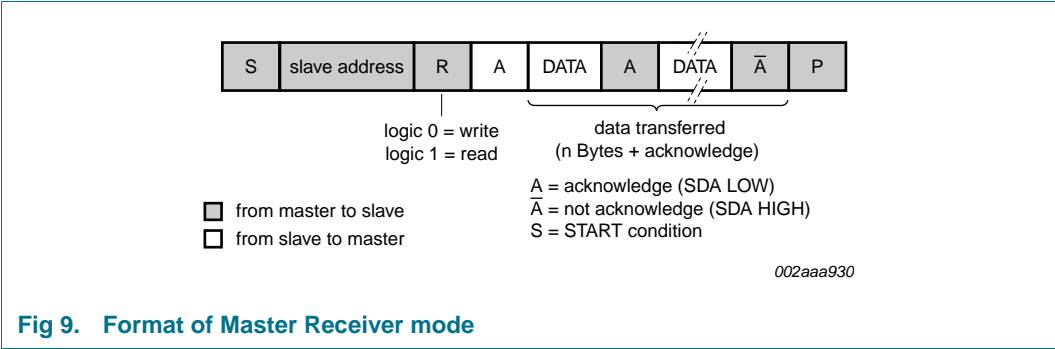 S slave address R A DATA A DATA A̅ P
logic 0 = write
logic 1 = read
data transferred
(n Bytes + acknowledge)
A = acknowledge (SDA LOW)
A̅ = not acknowledge (SDA HIGH)
S = START condition
from master to slave
from slave to master
002aaa930
Fig 9. Format of Master Receiver mode